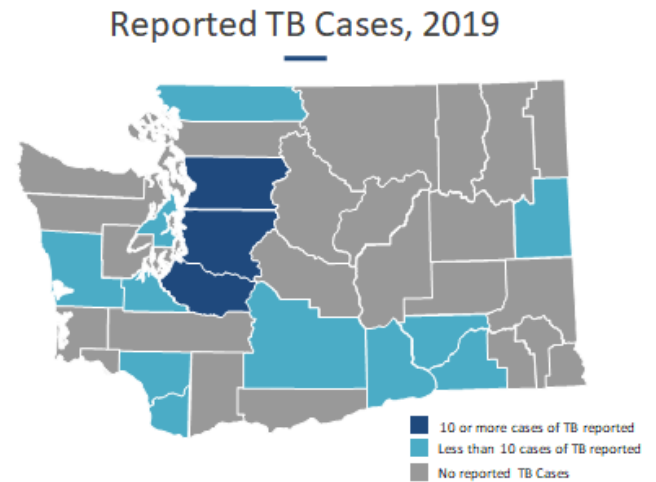 Reported TB Cases, 2019
10 or more cases of TB reported
Less than 10 cases of TB reported
No reported TB Cases